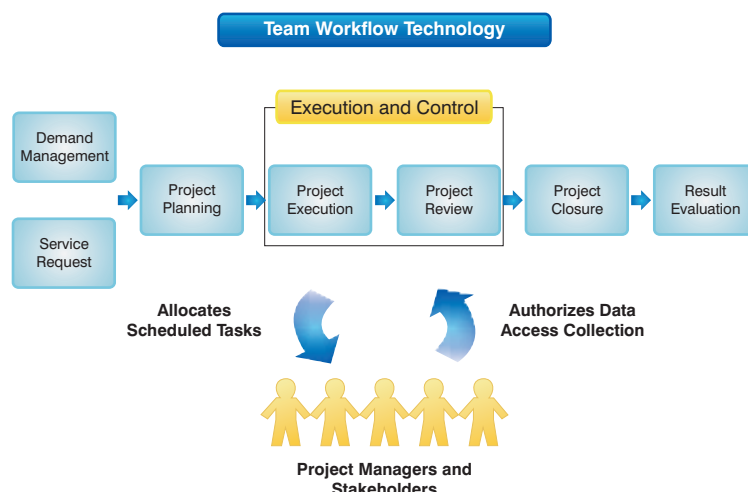 Team Workflow Technology
Execution and Control
Demand
Management
Service
Request
Project
Planning
Project
Execution
Project
Review
Project
Closure
Result
Evaluation
Allocates
Scheduled Tasks
Authorizes Data
Access Collection
Project Managers and
Stakeholders